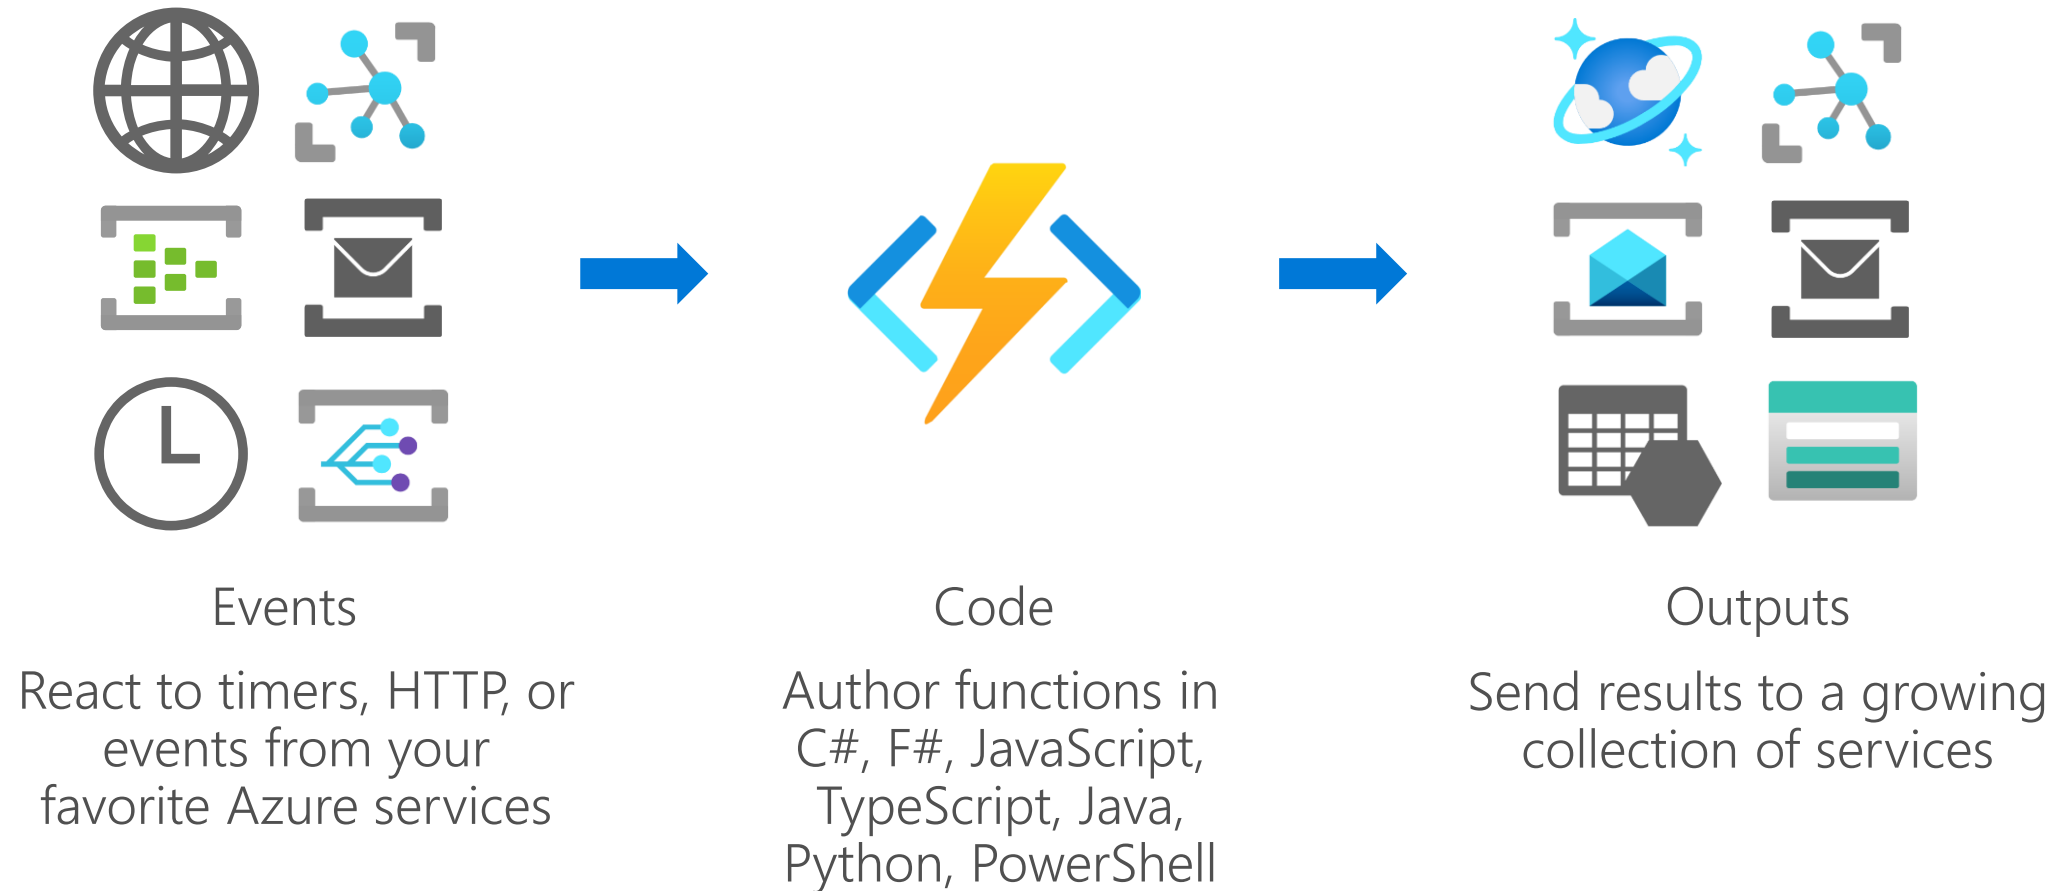 Events
React to timers, HTTP, or
events from your
favorite Azure services
Code
Author functions in
C#, F#, JavaScript,
TypeScript, Java,
Python, PowerShell
Outputs
Send results to a growing
collection of services